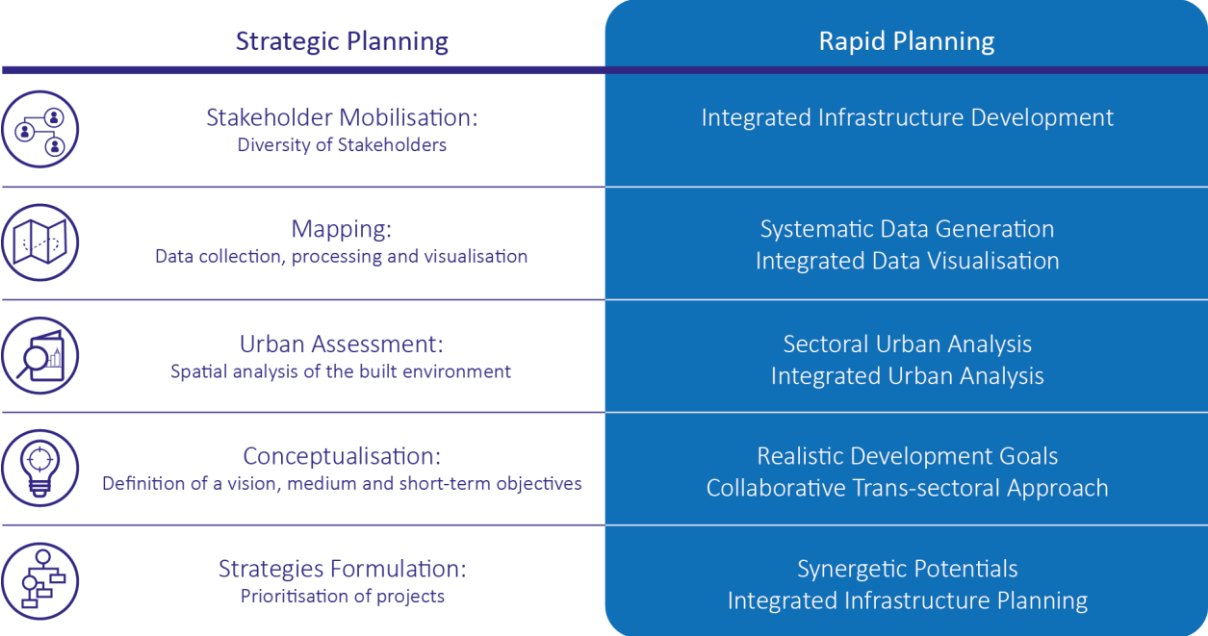 Strategic Planning
Rapid Planning
Stakeholder Mobilisation:
Diversity of Stakeholders
Integrated Infrastructure Development
Mapping:
Data collection, processing and visualisation
Systematic Data Generation
Integrated Data Visualisation
Urban Assessment:
Spatial analysis of the built environment
Sectoral Urban Analysis
Integrated Urban Analysis
Conceptualisation:
Definition of a vision, medium and short-term objectives
Realistic Development Goals
Collaborative Trans-sectoral Approach
Strategies Formulation:
Prioritisation of projects
Synergetic Potentials
Integrated Infrastructure Planning